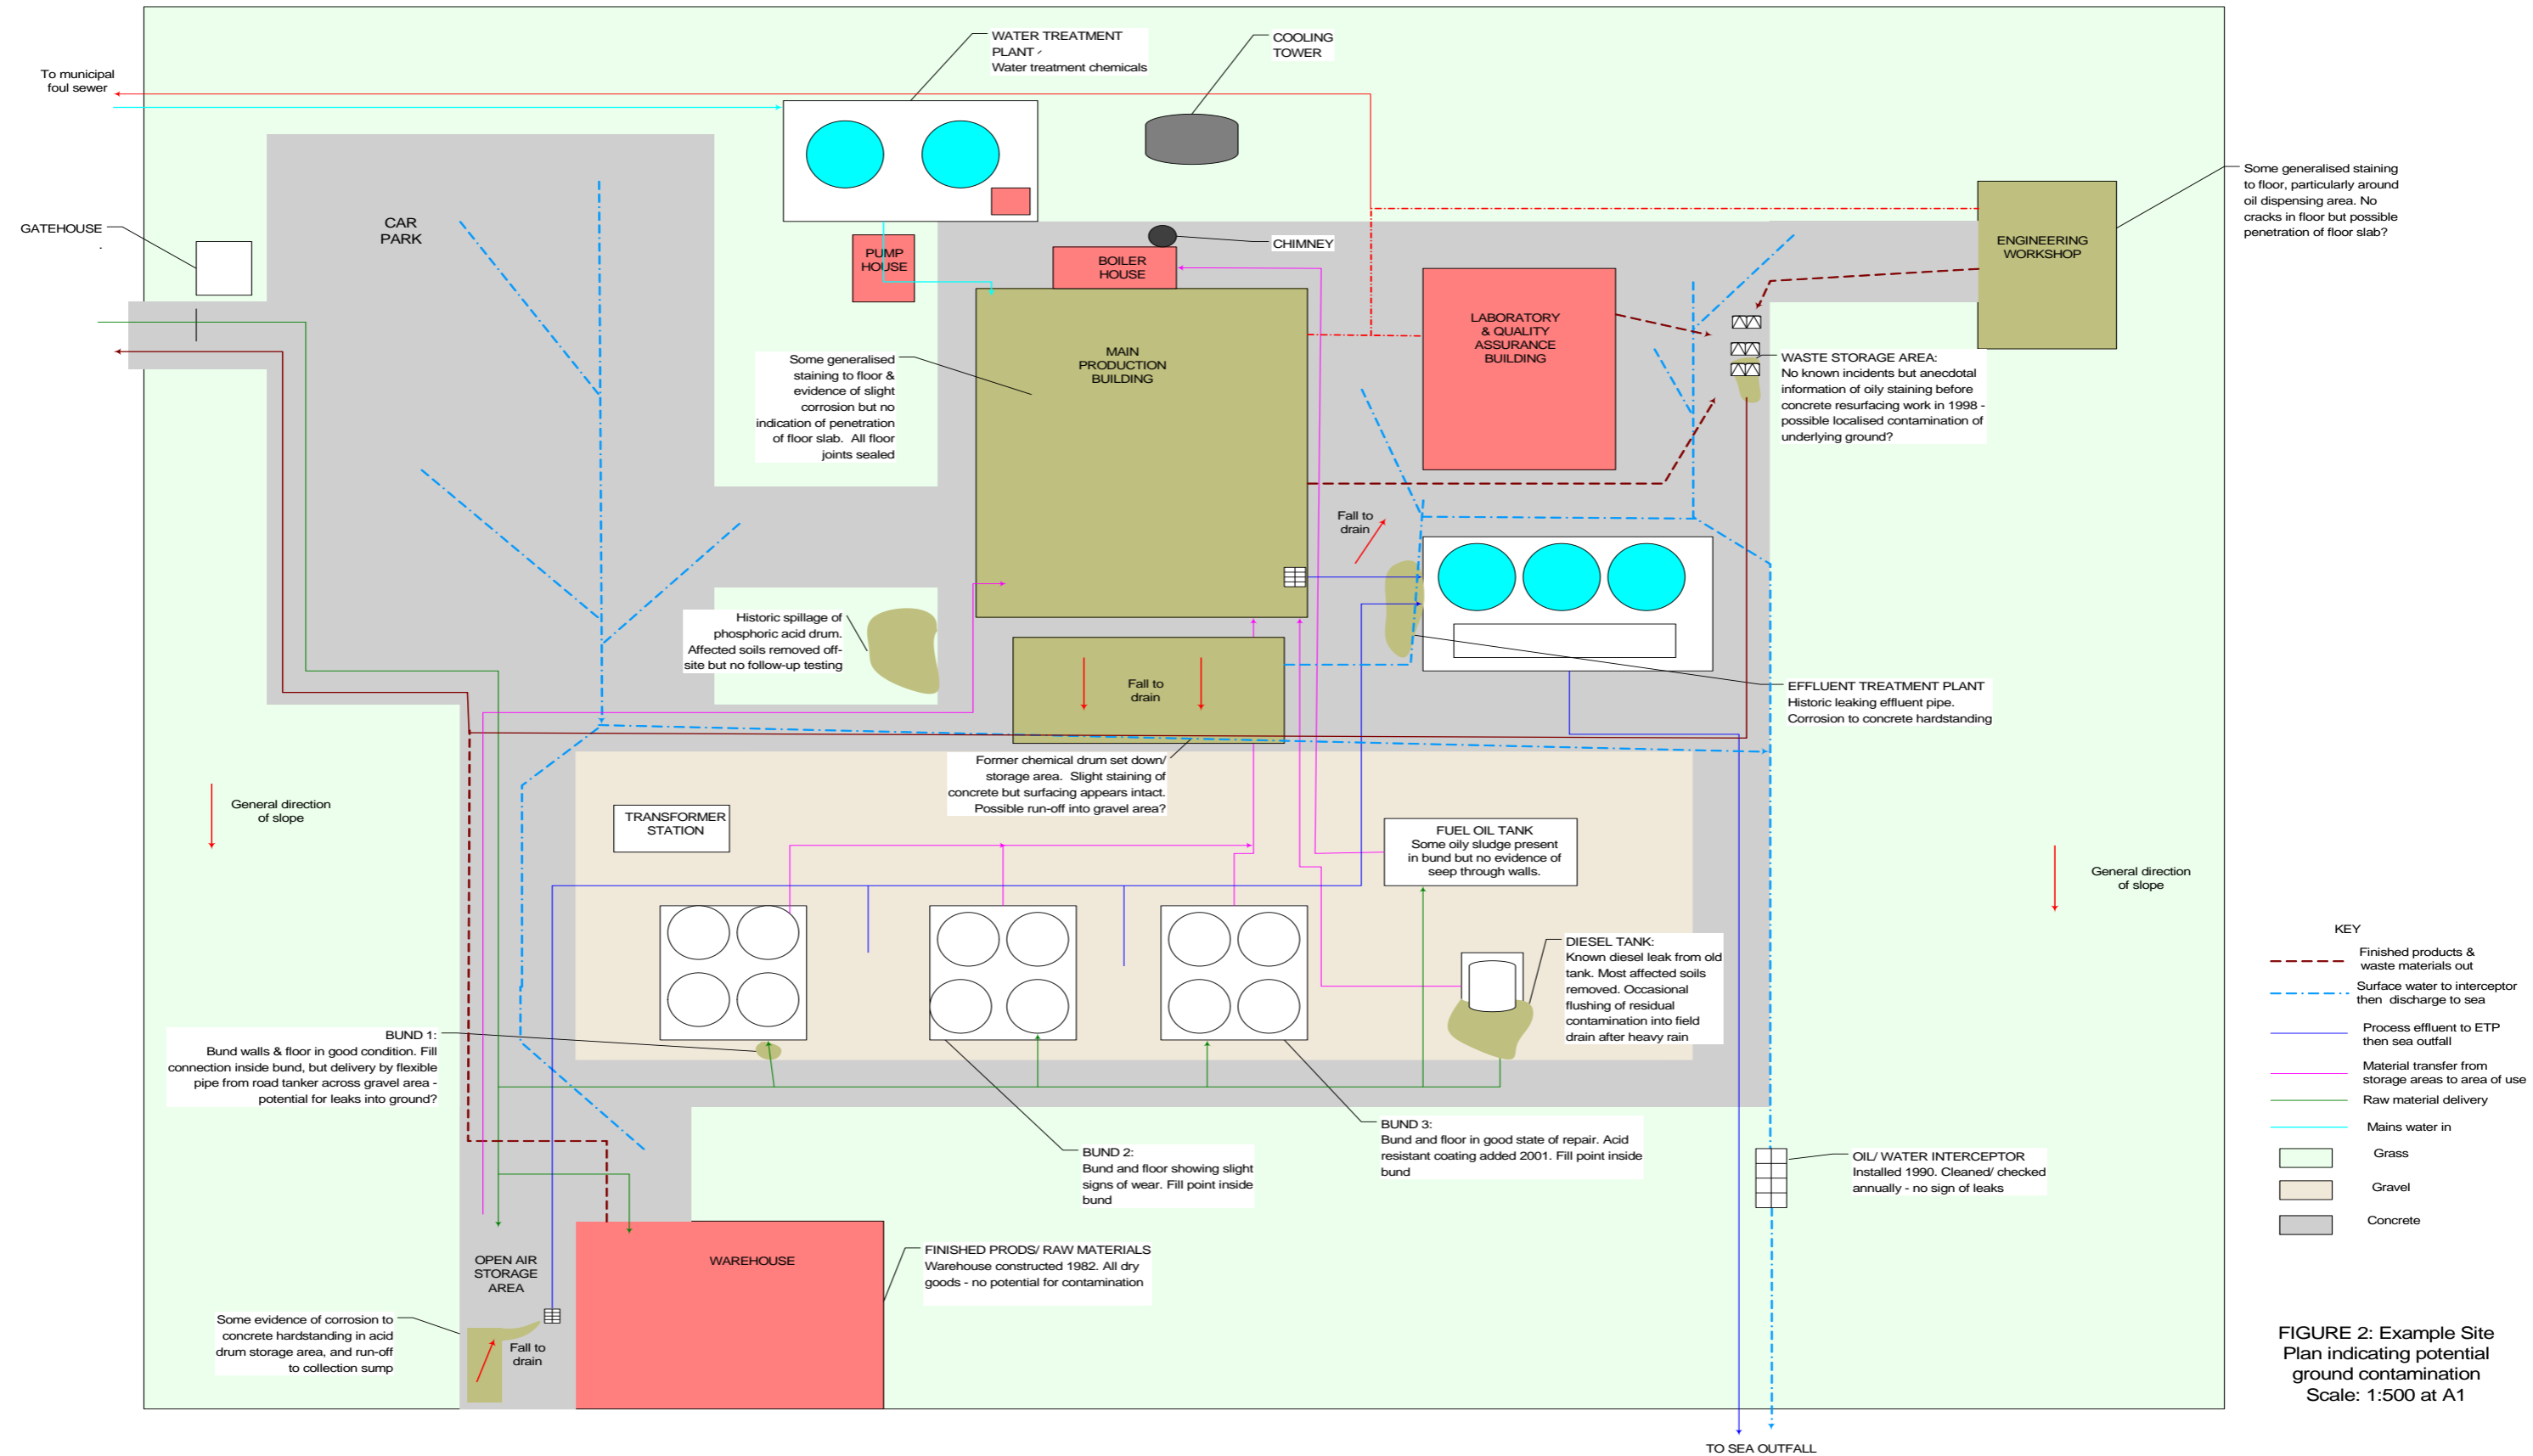 WATER TREATMENT
PLANT -
Water treatment chemicals
COOLING
TOWER
To municipal
foul sewer
Some generalised staining
to floor, particularly around
oil dispensing area. No
cracks in floor but possible
penetration of floor slab?
GATEHOUSE
.
CAR
PARK
PUMP
HOUSE
BOILER
HOUSE
CHIMNEY
ENGINEERING
WORKSHOP
LABORATORY
& QUALITY
ASSURANCE
BUILDING
MAIN
PRODUCTION
BUILDING
Some generalised
staining to floor &
evidence of slight
corrosion but no
indication of penetration
of floor slab. All floor
joints sealed
WASTE STORAGE AREA:
No known incidents but anecdotal
information of oily staining before
concrete resurfacing work in 1998 -
possible localised contamination of
underlying ground?
Fall to
drain
Historic spillage of
phosphoric acid drum.
Affected soils removed off-
site but no follow-up testing
Fall to
drain
EFFLUENT TREATMENT PLANT
Historic leaking effluent pipe.
Corrosion to concrete hardstanding
Former chemical drum set down/
storage area. Slight staining of
concrete but surfacing appears intact.
Possible run-off into gravel area?
General direction
of slope
TRANSFORMER
STATION
FUEL OIL TANK
Some oily sludge present
in bund but no evidence of
seep through walls.
General direction
of slope
DIESEL TANK:
Known diesel leak from old
tank. Most affected soils
removed. Occasional
flushing of residual
contamination into field
drain after heavy rain
BUND 1:
Bund walls & floor in good condition. Fill
connection inside bund, but delivery by flexible
pipe from road tanker across gravel area -
potential for leaks into ground?
BUND 2:
Bund and floor showing slight
signs of wear. Fill point inside
bund
BUND 3:
Bund and floor in good state of repair. Acid
resistant coating added 2001. Fill point inside
bund
OIL/ WATER INTERCEPTOR
Installed 1990. Cleaned/ checked
annually - no sign of leaks
KEY
Finished products &
waste materials out
Surface water to interceptor
then discharge to sea
Process effluent to ETP
then sea outfall
Material transfer from
storage areas to area of use
Raw material delivery
Mains water in
Grass
Gravel
Concrete
OPEN AIR
STORAGE
AREA
WAREHOUSE
FINISHED PRODS/ RAW MATERIALS
Warehouse constructed 1982. All dry
goods - no potential for contamination
Some evidence of corrosion to
concrete hardstanding in acid
drum storage area, and run-off
to collection sump
Fall to
drain
FIGURE 2: Example Site
Plan indicating potential
ground contamination
Scale: 1:500 at A1
TO SEA OUTFALL